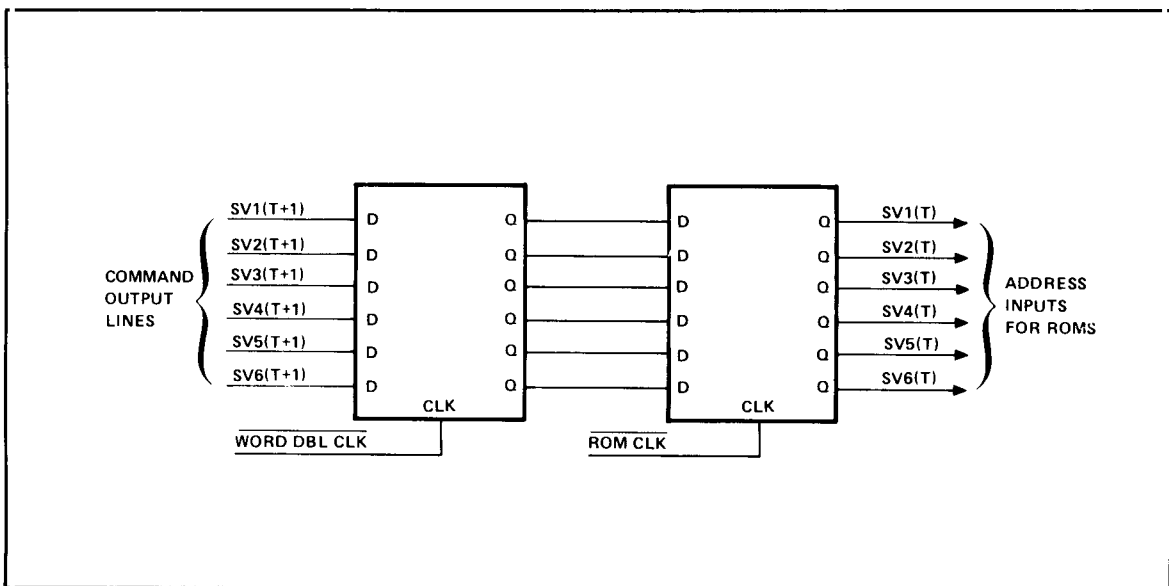 COMMAND
OUTPUT
LINES
SV1(T+1)
SV2(T+1)
SV3(T+1)
SV4(T+1)
SV5(T+1)
SV6(T+1)
D
D
D
D
D
D
Q
Q
Q
Q
Q
Q
CLK
WORD DBL CLK
D
D
D
D
D
D
Q
Q
Q
Q
Q
Q
CLK
ROM CLK
SV1(T)
SV2(T)
SV3(T)
SV4(T)
SV5(T)
SV6(T)
ADDRESS
INPUTS
FOR ROMS